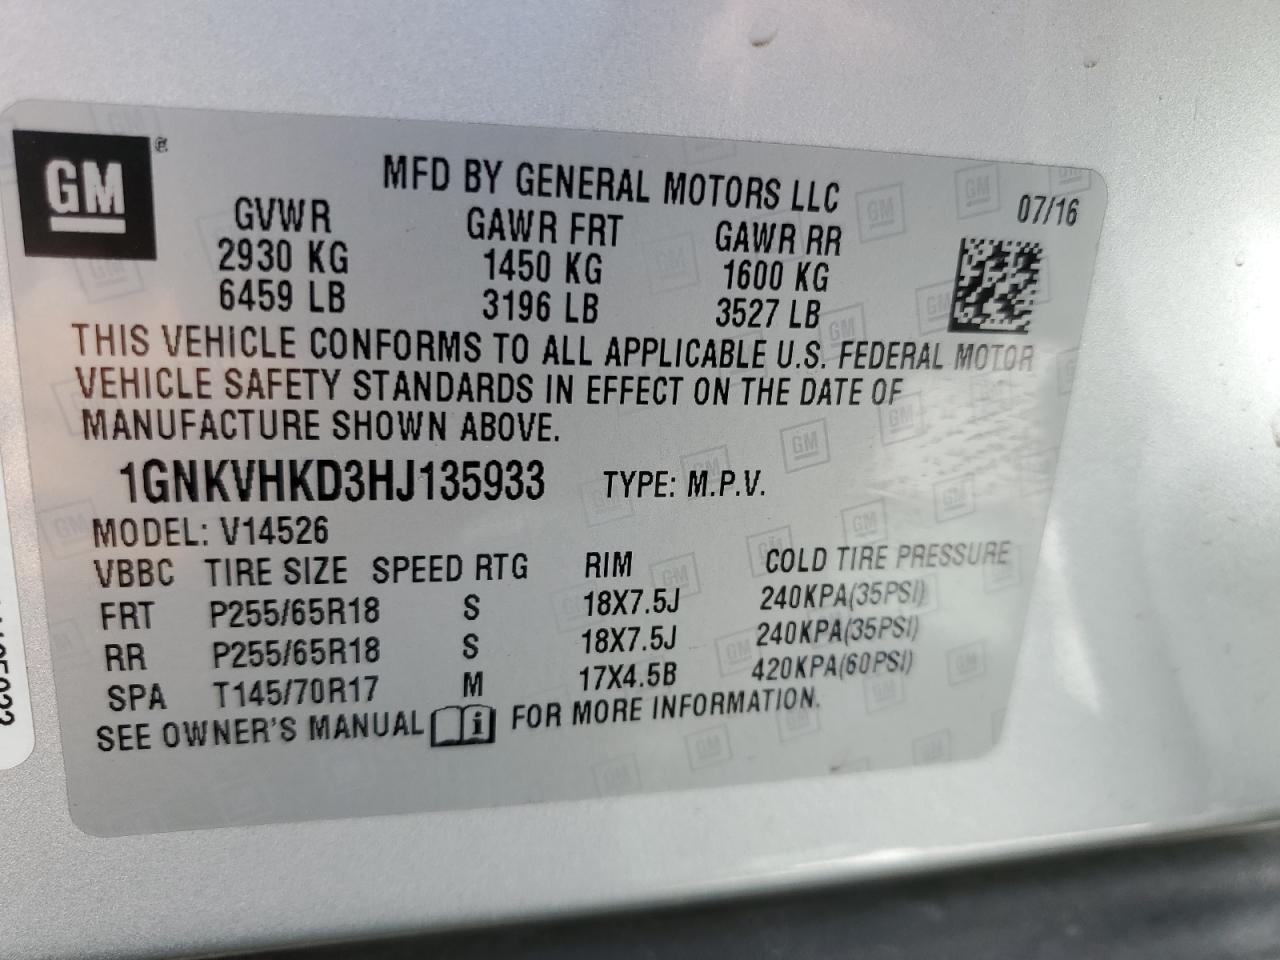 GM
MFD BY GENERAL MOTORS LLC
07/16
GVWR GAWR FRT GAWR RR
2930 KG 1450 KG 1600 KG
6459 LB 3196 LB 3527 LB
THIS VEHICLE CONFORMS TO ALL APPLICABLE U.S. FEDERAL MOTOR
VEHICLE SAFETY STANDARDS IN EFFECT ON THE DATE OF
MANUFACTURE SHOWN ABOVE.
1GNKVHKD3HJ135933 TYPE: M.P.V.
MODEL: V14526
VBBC TIRE SIZE SPEED RTG RIM COLD TIRE PRESSURE
FRT P255/65R18 S 18X7.5J 240KPA(35PSI)
RR P255/65R18 S 18X7.5J 240KPA(35PSI)
SPA T145/70R17 M 17X4.5B 420KPA(60PSI)
SEE OWNER'S MANUAL i FOR MORE INFORMATION.